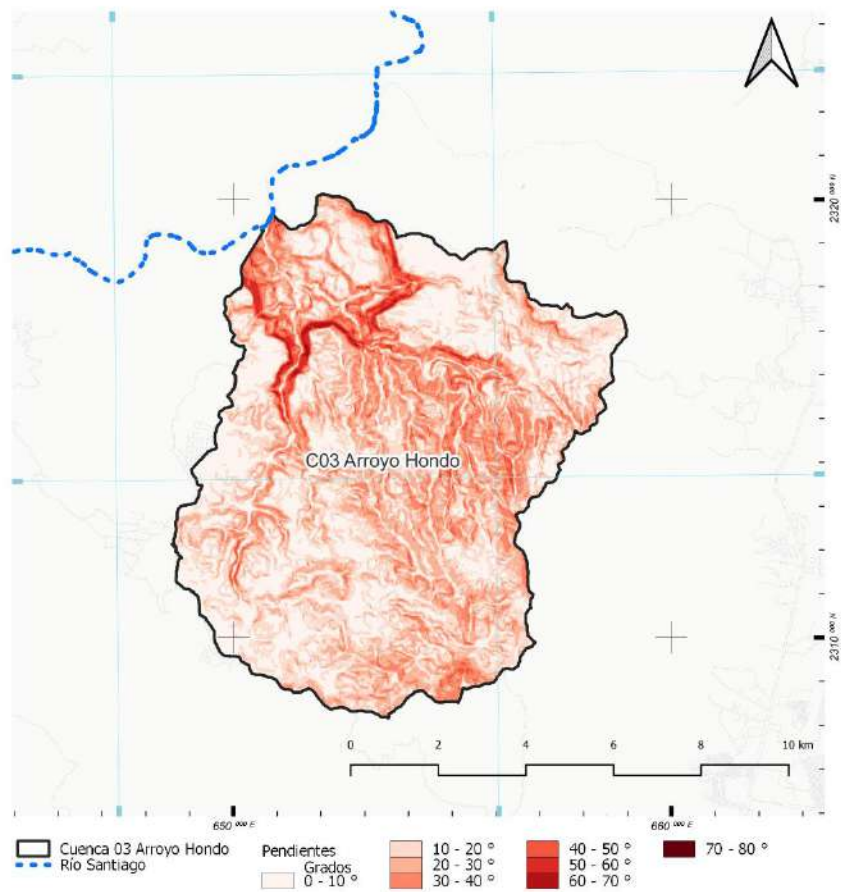 2320 000 N
C03 Arroyo Hondo
2310 000 N
0 2 4 6 8 10 km
650 000 E 660 000 E
Cuenca 03 Arroyo Hondo
Río Santiago
Pendientes
Grados
0 - 10 º
10 - 20 º
20 - 30 º
30 - 40 º
40 - 50 º
50 - 60 º
60 - 70 º
70 - 80 º